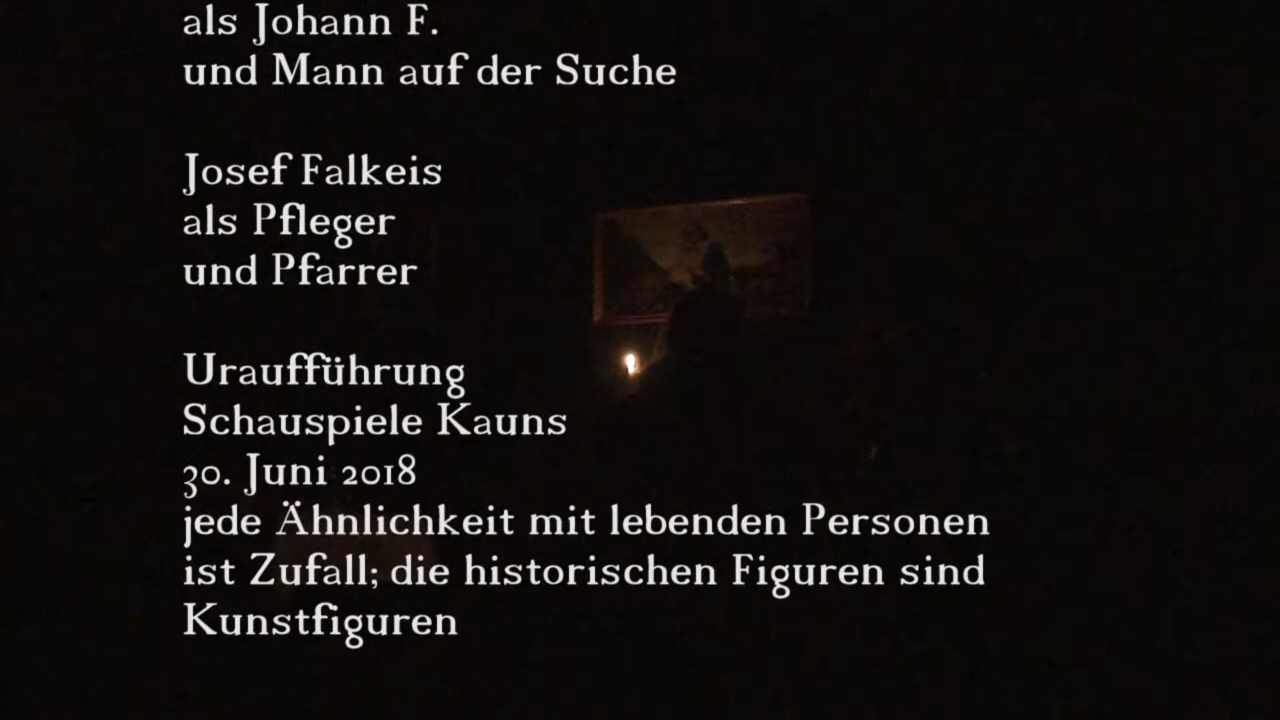 als Johann F.
und Mann auf der Suche
Josef Falkeis
als Pfleger
und Pfarrer
Uraufführung
Schauspiele Kauns
30. Juni 2018
jede Ähnlichkeit mit lebenden Personen
ist Zufall; die historischen Figuren sind
Kunstfiguren